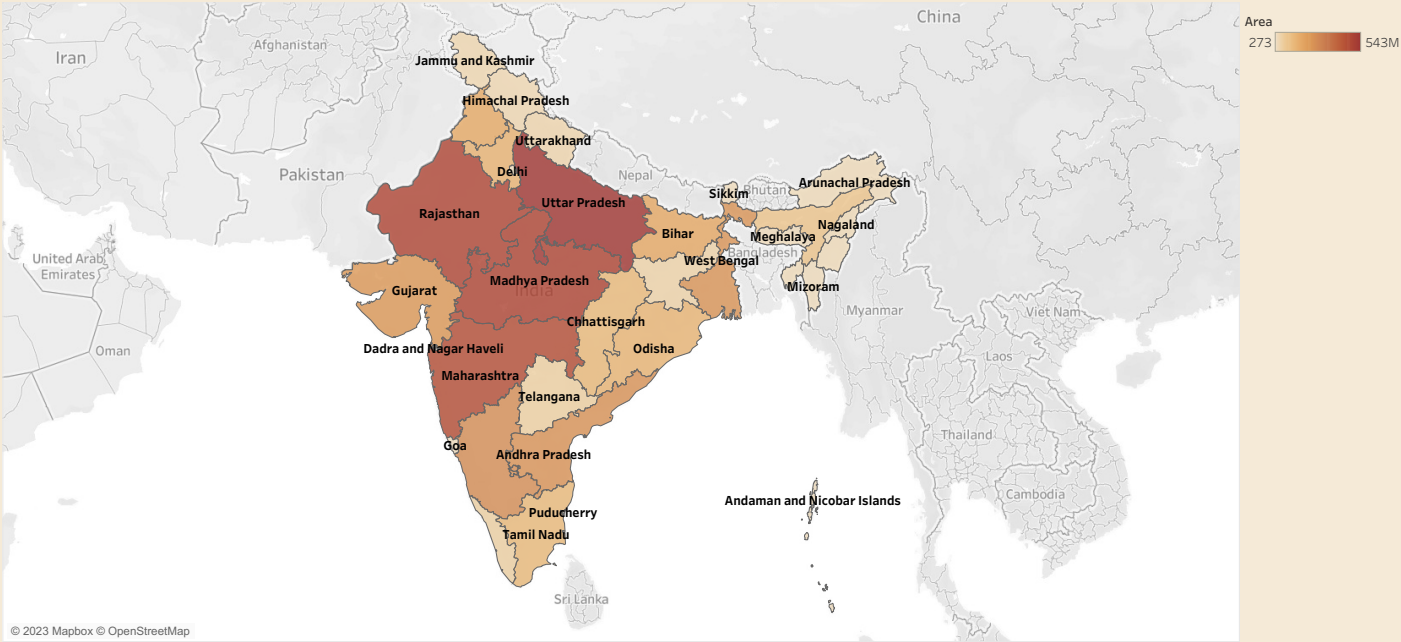 China
Area
273
543M
Iran
Afghanistan
Jammu and Kashmir
Himachal Pradesh
Uttarakhand
Pakistan
Delhi
Nepal
Sikkim
Bhutan
Arunachal Pradesh
Rajasthan
Uttar Pradesh
Bihar
Nagaland
Meghalaya
Bangladesh
United Arab
Emirates
West Bengal
Madhya Pradesh
India
Gujarat
Mizoram
Myanmar
Viet Nam
Chhattisgarh
Oman
Dadra and Nagar Haveli
Odisha
Laos
Maharashtra
Telangana
Goa
Andhra Pradesh
Thailand
Andaman and Nicobar Islands
Cambodia
Puducherry
Tamil Nadu
Sri Lanka
© 2023 Mapbox © OpenStreetMap